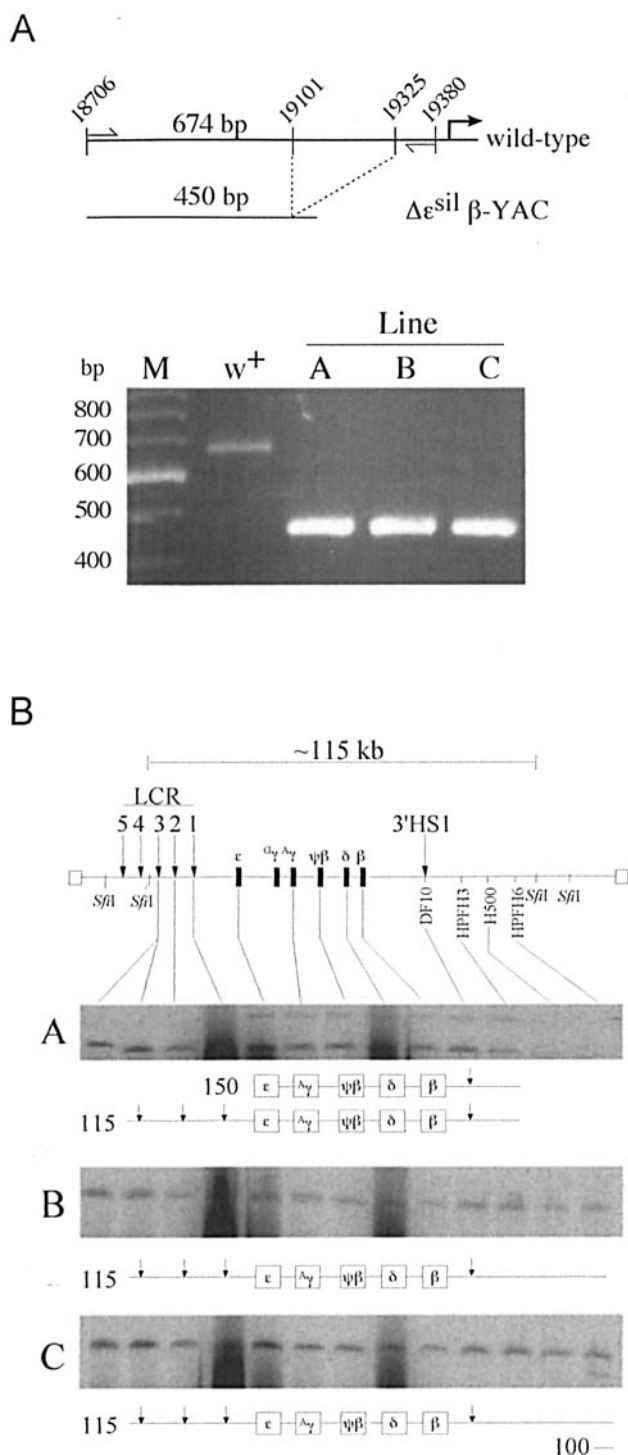 A
18706 19101 19325 19380
674 bp
wild-type
450 bp
Δε^sil β-YAC
Line
bp M w+ A B C
800
700
600
500
400
B
~115 kb
LCR
5 4 3 2 1
3'HS1
ε Gγ Aγ ψβ δ β
SfiI SfiI DF10 HPFH3 H500 HPFH6 SfiI SfiI
A
150 ε Aγ ψβ δ β
115 ε Aγ ψβ δ β
B
115 ε Aγ ψβ δ β
C
115 ε Aγ ψβ δ β
100